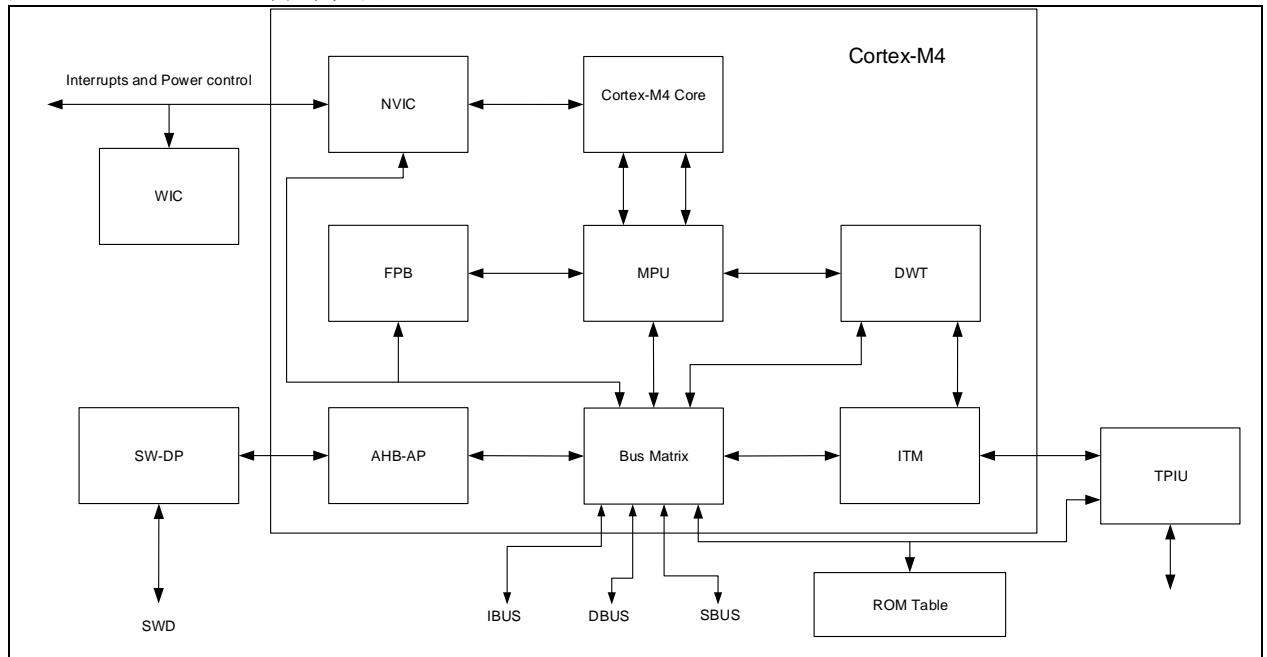 Cortex-M4
Interrupts and Power control
NVIC
Cortex-M4 Core
WIC
FPB
MPU
DWT
SW-DP
AHB-AP
Bus Matrix
ITM
TPIU
IBUS
DBUS
SBUS
ROM Table
SWD